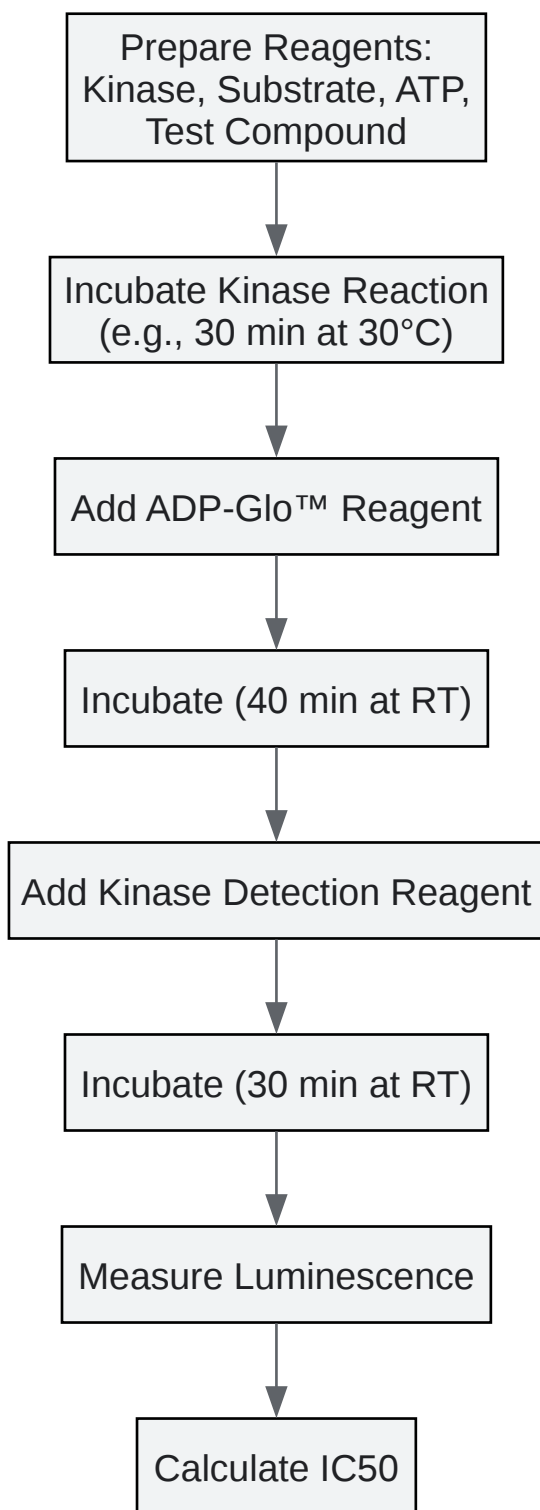 Prepare Reagents:
Kinase, Substrate, ATP,
Test Compound
Incubate Kinase Reaction
(e.g., 30 min at 30°C)
Add ADP-Glo™ Reagent
Incubate (40 min at RT)
Add Kinase Detection Reagent
Incubate (30 min at RT)
Measure Luminescence
Calculate IC50